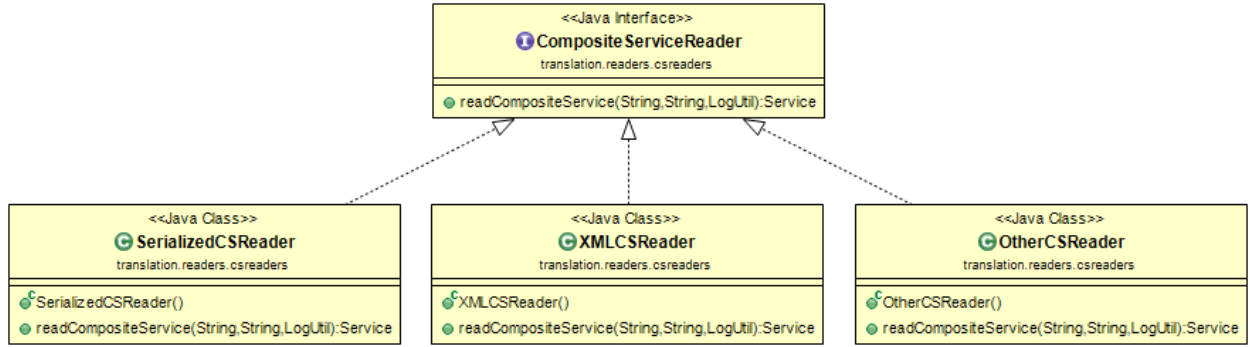 <<Java Interface>>
CompositeServiceReader
translation.readers.csreaders
readCompositeService(String,String,LogUtil):Service
<<Java Class>>
SerializedCSReader
translation.readers.csreaders
SerializedCSReader()
readCompositeService(String,String,LogUtil):Service
<<Java Class>>
XMLCSReader
translation.readers.csreaders
XMLCSReader()
readCompositeService(String,String,LogUtil):Service
<<Java Class>>
OtherCSReader
translation.readers.csreaders
OtherCSReader()
readCompositeService(String,String,LogUtil):Service